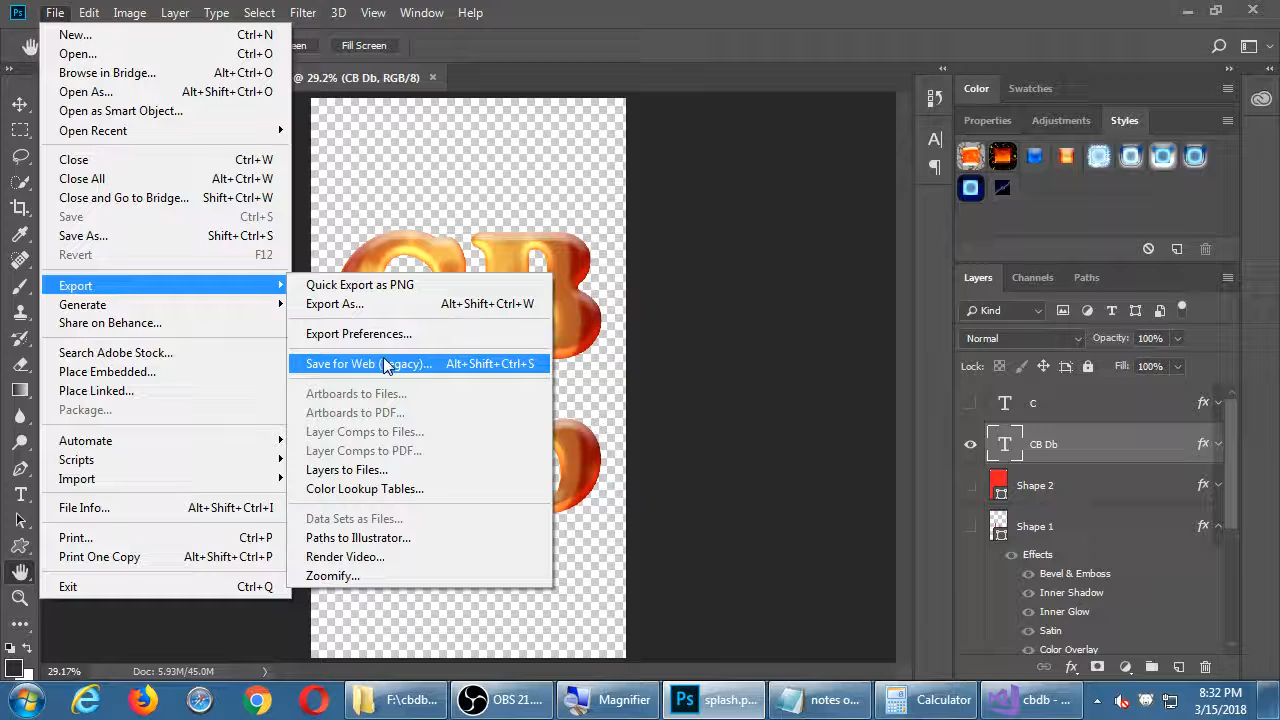 Ps File Edit Image Layer Type Select Filter 3D View Window Help
Fill Screen
@ 29.2% (CB Db, RGB/8) ×
New... Ctrl+N
Open... Ctrl+O
Browse in Bridge... Alt+Ctrl+O
Open As... Alt+Shift+Ctrl+O
Open as Smart Object...
Open Recent
Close Ctrl+W
Close All Alt+Ctrl+W
Close and Go to Bridge... Shift+Ctrl+W
Save Ctrl+S
Save As... Shift+Ctrl+S
Revert F12
Export
Generate
Share on Behance...
Search Adobe Stock...
Place Embedded...
Place Linked...
Package...
Automate
Scripts
Import
File Info... Alt+Shift+Ctrl+I
Print... Ctrl+P
Print One Copy Alt+Shift+Ctrl+P
Exit Ctrl+Q
Quick Export as PNG
Export As... Alt+Shift+Ctrl+W
Export Preferences...
Save for Web (Legacy)... Alt+Shift+Ctrl+S
Artboards to Files...
Artboards to PDF...
Layer Comps to Files...
Layer Comps to PDF...
Layers to Files...
Color Lookup Tables...
Data Sets as Files...
Paths to Illustrator...
Render Video...
Zoomify...
Color Swatches
Properties Adjustments Styles
Layers Channels Paths
Kind
Normal Opacity: 100%
Lock: Fill: 100%
C fx
CB Db fx
Shape 2 fx
Shape 1 fx
Effects
Bevel & Emboss
Inner Shadow
Inner Glow
Satin
Color Overlay
29.17% Doc: 5.93M/45.0M
F:\cbdb... OBS 21.... Magnifier Ps splash.p... notes o... Calculator cbdb - ...
8:32 PM
3/15/2018